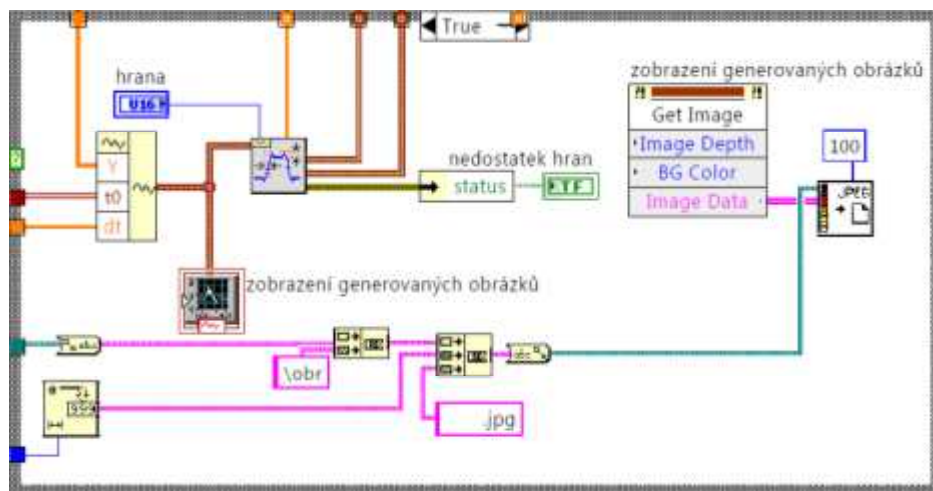 True
hrana
U16
Y
t0
dt
nedostatek hran
status
TF
zobrazení generovaných obrázků
Get Image
Image Depth
BG Color
Image Data
100
JPEG
zobrazení generovaných obrázků
\obr
.jpg